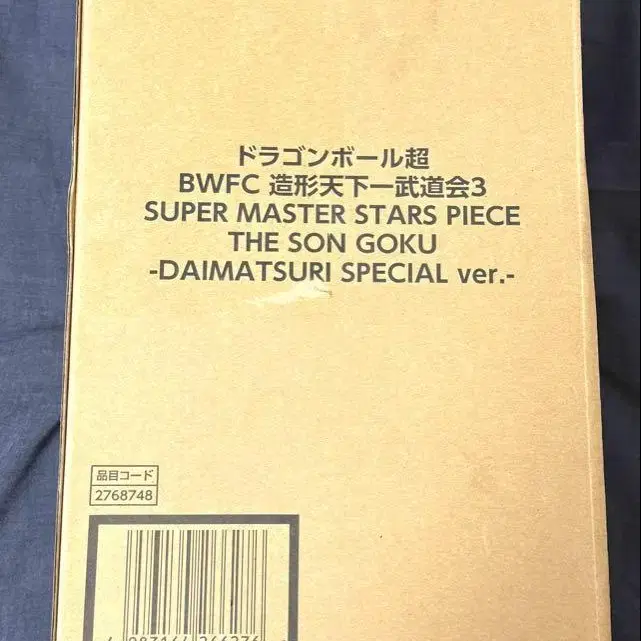 ドラゴンボール超
BWFC 造形天下一武道会3
SUPER MASTER STARS PIECE
THE SON GOKU
-DAIMATSURI SPECIAL ver.-
品目コード
2768748